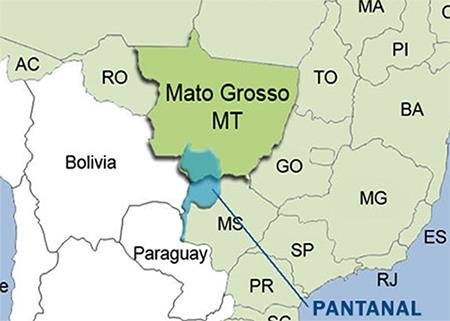 MA
C
AC
RO
TO
PI
Mato Grosso
MT
BA
Bolivia
GO
MG
MS
ES
SP
Paraguay
RJ
PR
e
SC
PANTANAL